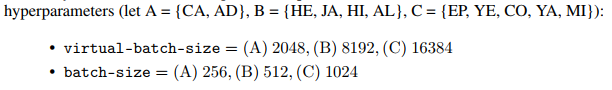 hyperparameters (let A = {CA, AD}, B = {HE, JA, HI, AL}, C = {EP, YE, CO, YA, MI}):
• virtual-batch-size = (A) 2048, (B) 8192, (C) 16384
• batch-size = (A) 256, (B) 512, (C) 1024